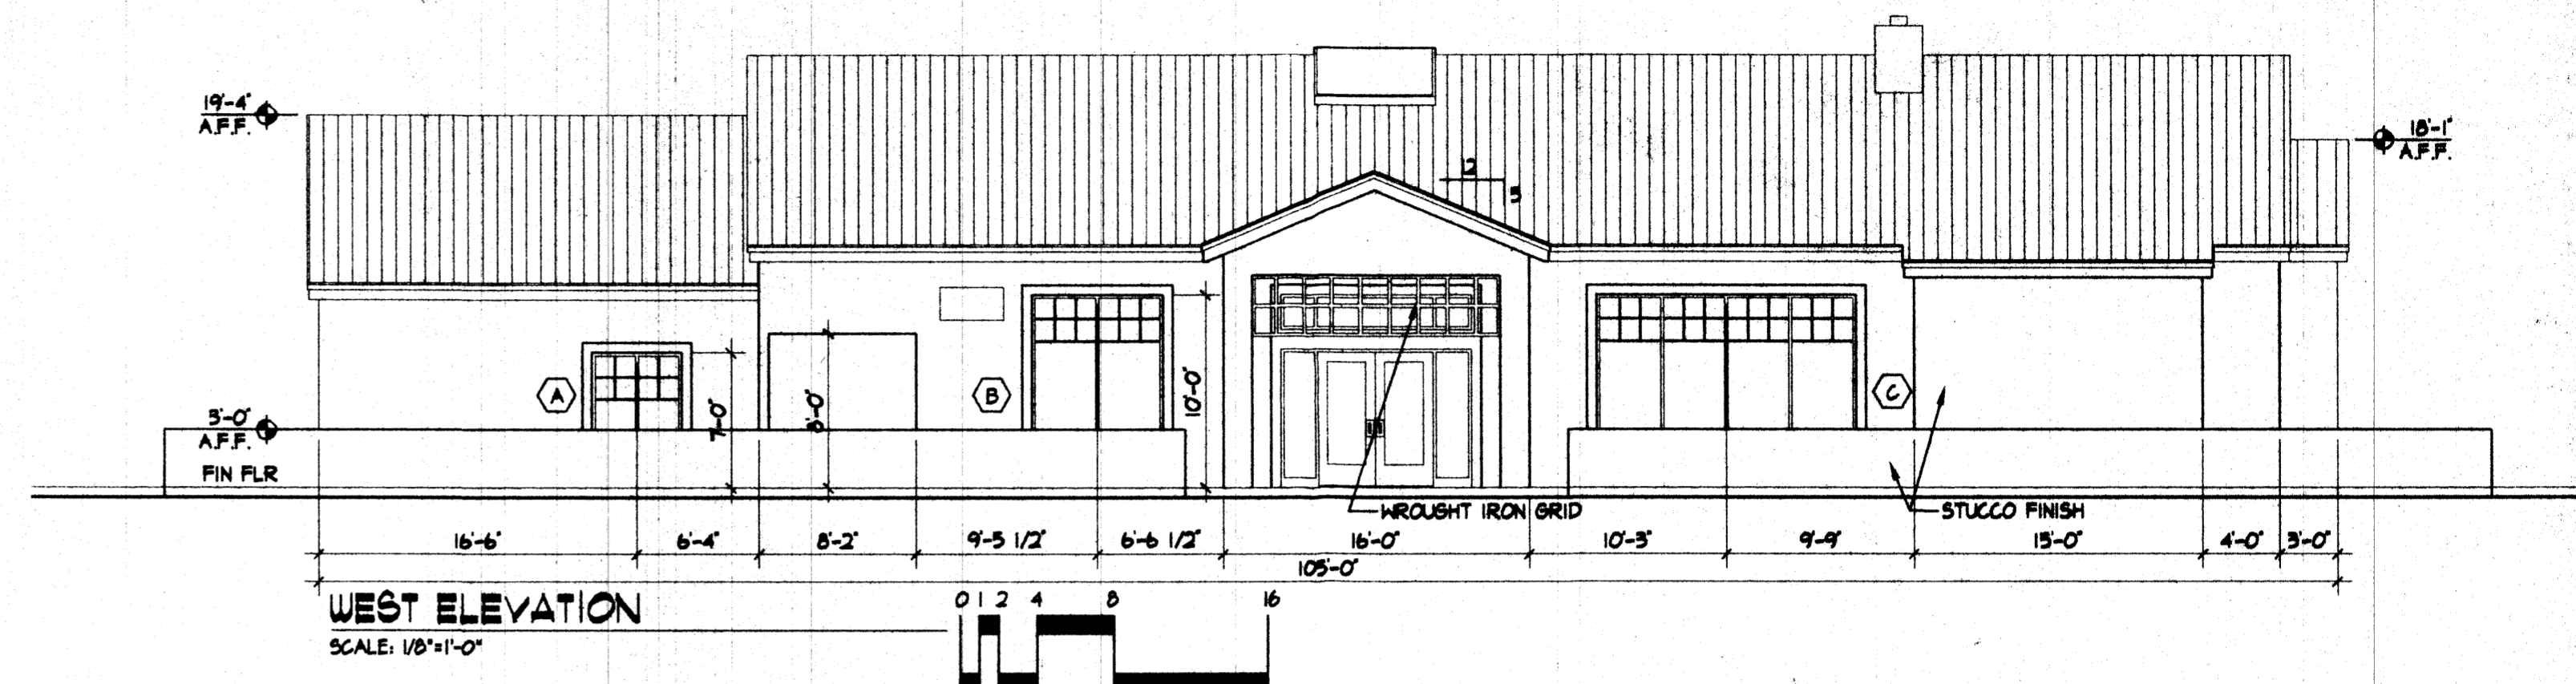 19'-4"
A.F.F.
18'-1"
A.F.F.
12
5
A
B
C
7'-0"
8'-0"
10'-0"
3'-0"
A.F.F.
FIN FLR
WROUGHT IRON GRID
STUCCO FINISH
16'-6" 6'-4" 8'-2" 9'-5 1/2" 6'-6 1/2" 16'-0" 10'-3" 9'-9" 15'-0" 4'-0" 3'-0"
105'-0"
WEST ELEVATION
SCALE: 1/8"=1'-0"
0 1 2 4 8 16